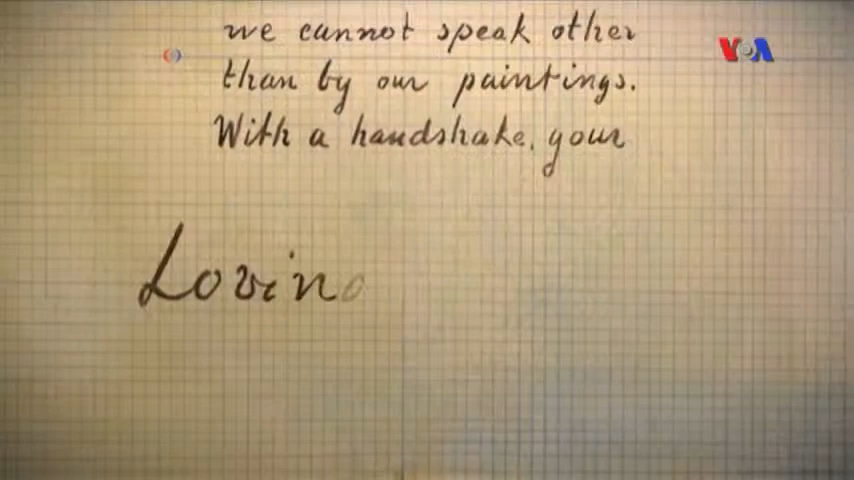 we cannot speak other
VOA
than by our paintings.
With a handshake, your
Lovin